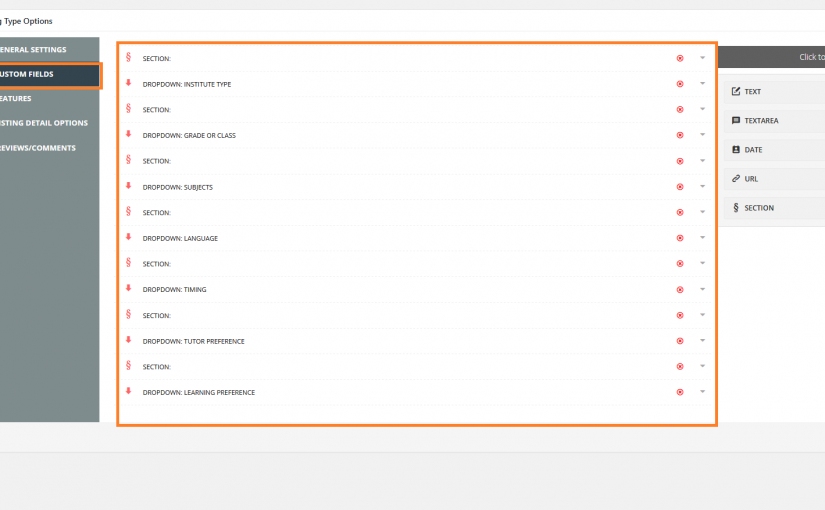 g Type Options
ENERAL SETTINGS
USTOM FIELDS
EATURES
ISTING DETAIL OPTIONS
REVIEWS/COMMENTS
§ SECTION:
DROPDOWN: INSTITUTE TYPE
§ SECTION:
DROPDOWN: GRADE OR CLASS
§ SECTION:
DROPDOWN: SUBJECTS
§ SECTION:
DROPDOWN: LANGUAGE
§ SECTION:
DROPDOWN: TIMING
§ SECTION:
DROPDOWN: TUTOR PREFERENCE
§ SECTION:
DROPDOWN: LEARNING PREFERENCE
Click to
TEXT
TEXTAREA
DATE
URL
§ SECTION